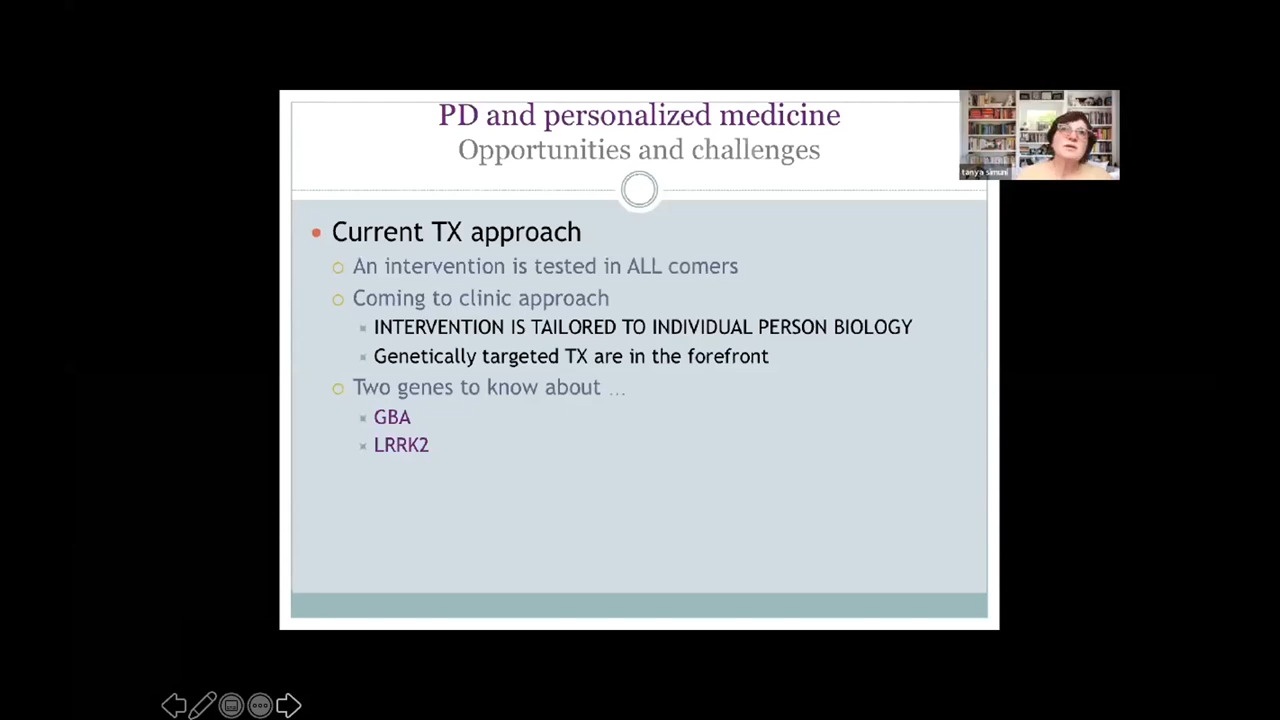 PD and personalized medicine
Opportunities and challenges
tanya simuni
Current TX approach
An intervention is tested in ALL comers
Coming to clinic approach
INTERVENTION IS TAILORED TO INDIVIDUAL PERSON BIOLOGY
Genetically targeted TX are in the forefront
Two genes to know about ...
GBA
LRRK2